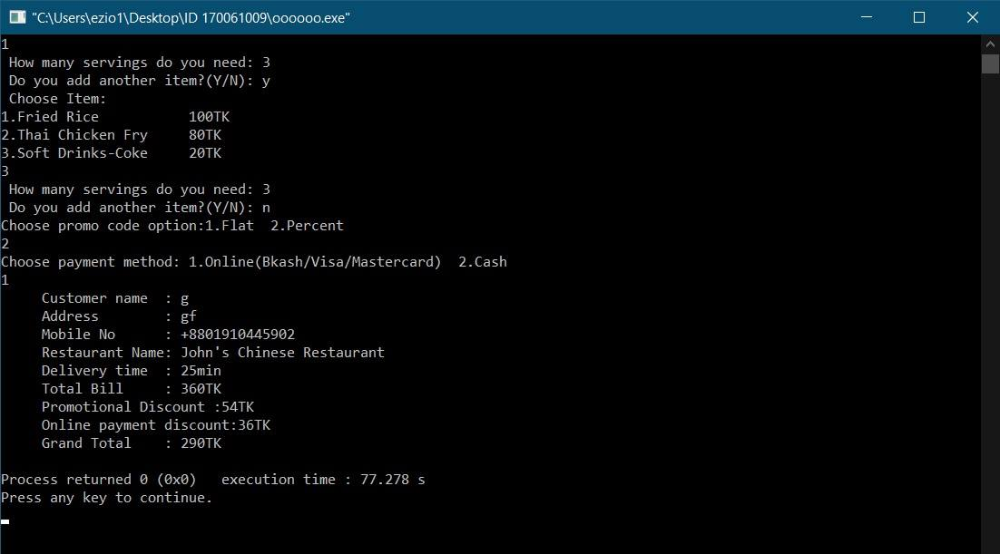 "C:\Users\ezio1\Desktop\ID 170061009\oooooo.exe"
1
How many servings do you need: 3
Do you add another item?(Y/N): y
Choose Item:
1.Fried Rice           100TK
2.Thai Chicken Fry     80TK
3.Soft Drinks-Coke     20TK
3
How many servings do you need: 3
Do you add another item?(Y/N): n
Choose promo code option:1.Flat  2.Percent
2
Choose payment method: 1.Online(Bkash/Visa/Mastercard)  2.Cash
1
Customer name  : g
Address        : gf
Mobile No      : +8801910445902
Restaurant Name: John's Chinese Restaurant
Delivery time  : 25min
Total Bill     : 360TK
Promotional Discount :54TK
Online payment discount:36TK
Grand Total    : 290TK
Process returned 0 (0x0)   execution time : 77.278 s
Press any key to continue.